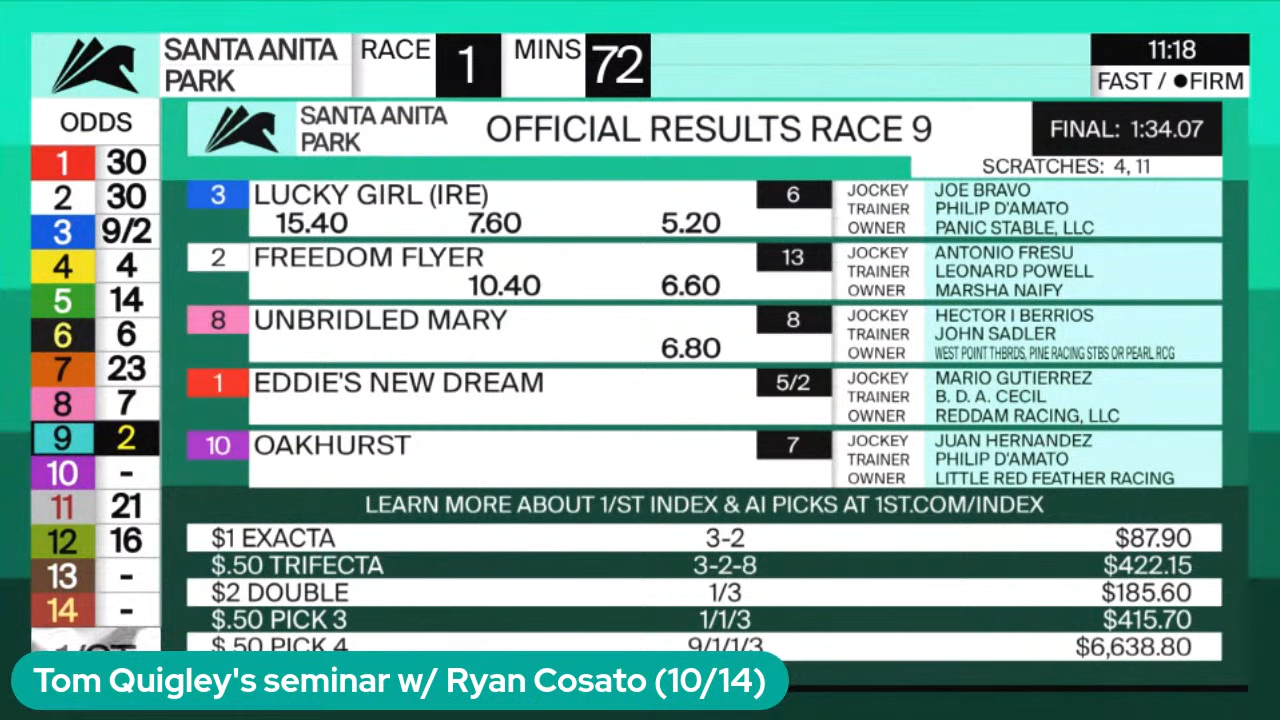 SANTA ANITA PARK RACE 1 MINS 72 11:18
FAST / ●FIRM
ODDS
1 30
2 30
3 9/2
4 4
5 14
6 6
7 23
8 7
9 2
10 -
11 21
12 16
13 -
14 -
SANTA ANITA PARK OFFICIAL RESULTS RACE 9 FINAL: 1:34.07
SCRATCHES: 4, 11
3 LUCKY GIRL (IRE) 6 JOCKEY JOE BRAVO
TRAINER PHILIP D'AMATO
15.40 7.60 5.20 OWNER PANIC STABLE, LLC
2 FREEDOM FLYER 13 JOCKEY ANTONIO FRESU
TRAINER LEONARD POWELL
10.40 6.60 OWNER MARSHA NAIFY
8 UNBRIDLED MARY 8 JOCKEY HECTOR I BERRIOS
TRAINER JOHN SADLER
6.80 OWNER WEST POINT THBRDS, PINE RACING STBS OR PEARL RCG
1 EDDIE'S NEW DREAM 5/2 JOCKEY MARIO GUTIERREZ
TRAINER B. D. A. CECIL
OWNER REDDAM RACING, LLC
10 OAKHURST 7 JOCKEY JUAN HERNANDEZ
TRAINER PHILIP D'AMATO
OWNER LITTLE RED FEATHER RACING
LEARN MORE ABOUT 1/ST INDEX & AI PICKS AT 1ST.COM/INDEX
$1 EXACTA 3-2 $87.90
$.50 TRIFECTA 3-2-8 $422.15
$2 DOUBLE 1/3 $185.60
$.50 PICK 3 1/1/3 $415.70
$.50 PICK 4 9/1/1/3 $6,638.80
1/ST
Tom Quigley's seminar w/ Ryan Cosato (10/14)